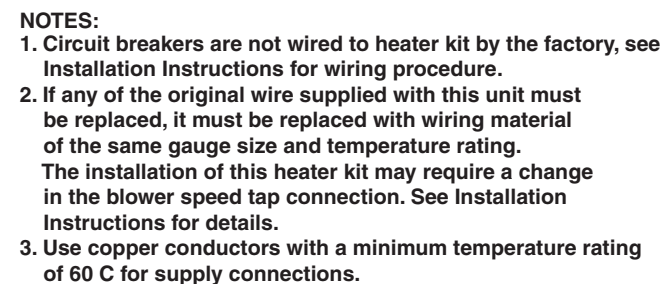 NOTES:
1. Circuit breakers are not wired to heater kit by the factory, see
Installation Instructions for wiring procedure.
2. If any of the original wire supplied with this unit must
be replaced, it must be replaced with wiring material
of the same gauge size and temperature rating.
The installation of this heater kit may require a change
in the blower speed tap connection. See Installation
Instructions for details.
3. Use copper conductors with a minimum temperature rating
of 60 C for supply connections.